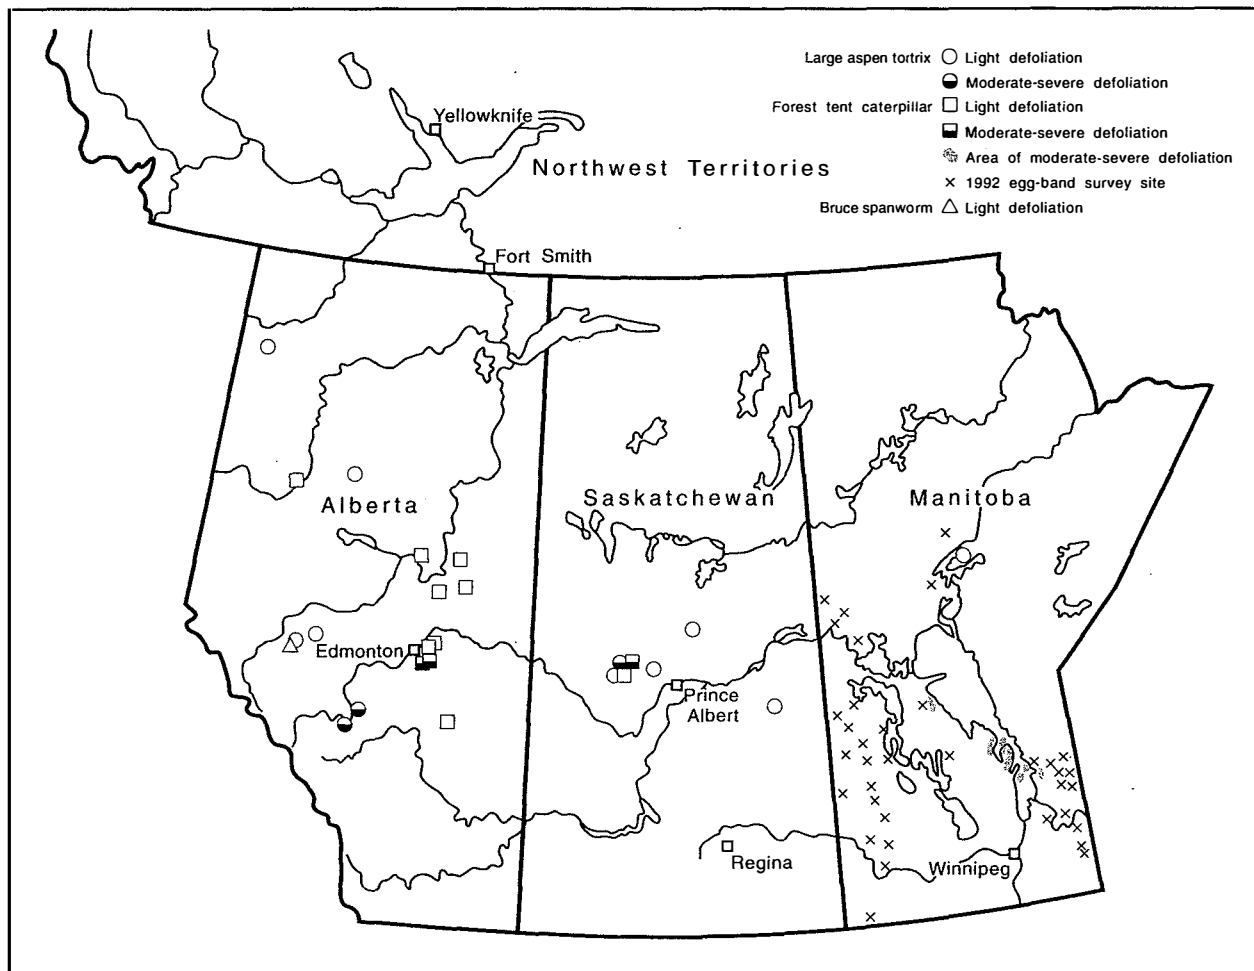 Large aspen tortrix Light defoliation
Moderate-severe defoliation
Forest tent caterpillar Light defoliation
Moderate-severe defoliation
Area of moderate-severe defoliation
1992 egg-band survey site
Bruce spanworm Light defoliation
Yellowknife
Northwest Territories
Fort Smith
Alberta
Saskatchewan
Manitoba
Edmonton
Prince
Albert
Regina
Winnipeg